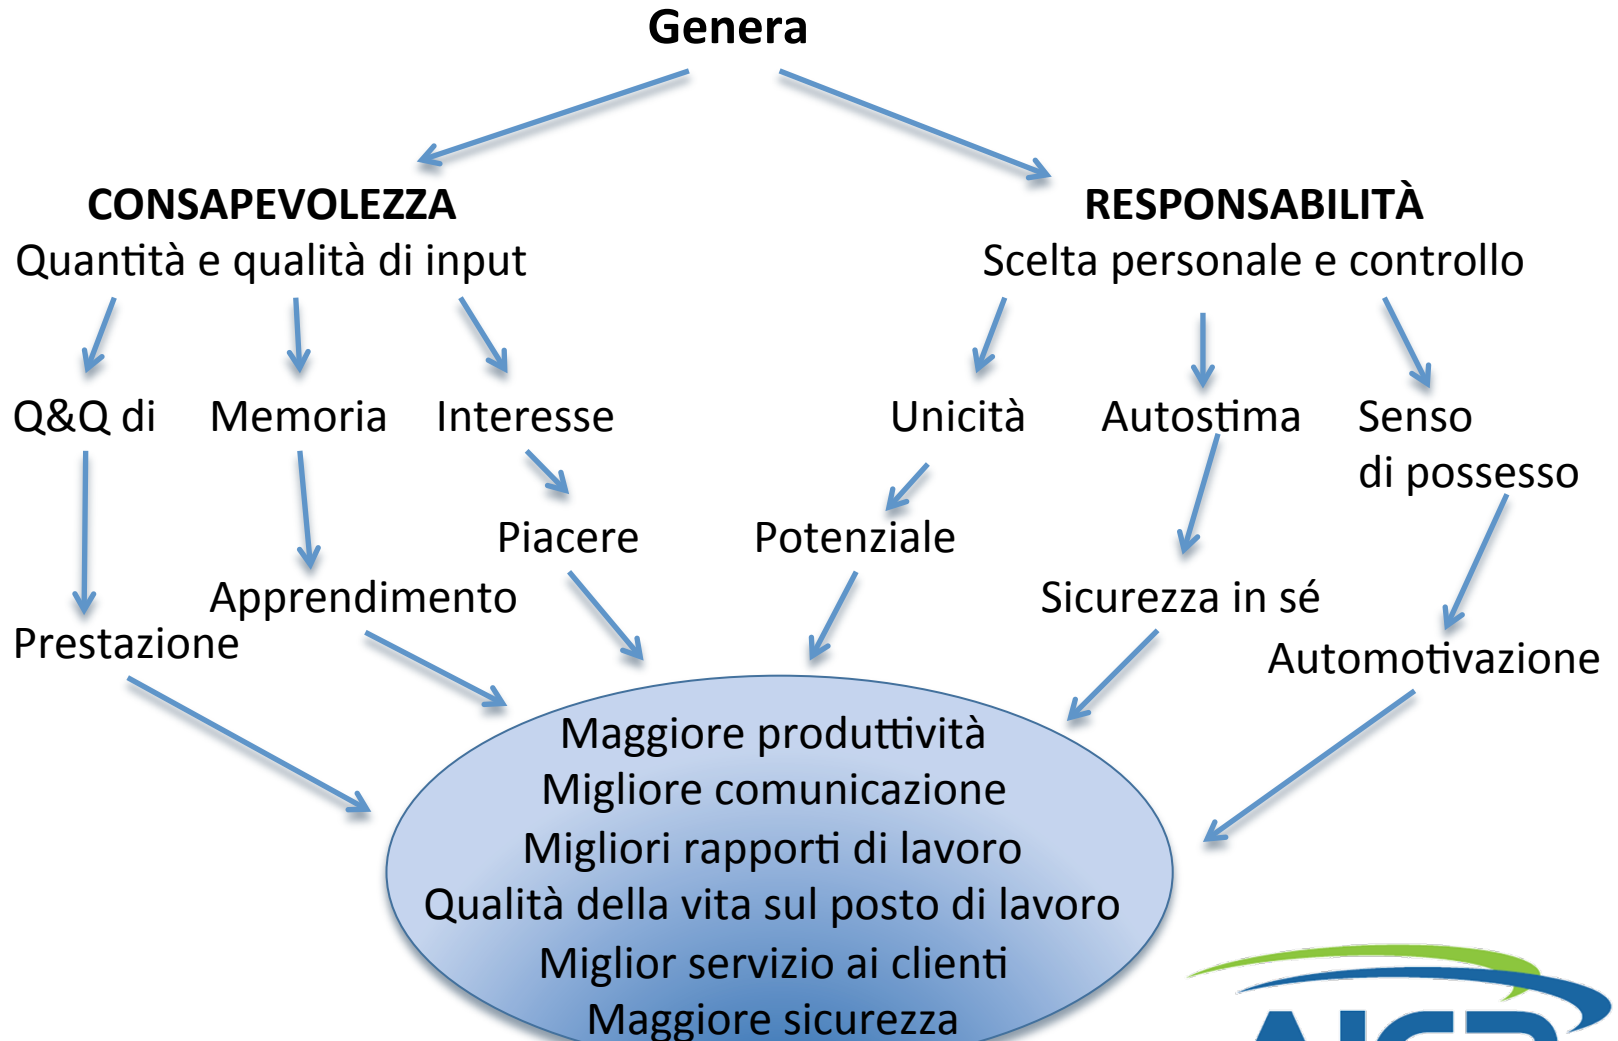 Genera
CONSAPEVOLEZZA
Quantità e qualità di input
RESPONSABILITÀ
Scelta personale e controllo
Q&Q di
Memoria
Interesse
Unicità
Autostima
Senso
di possesso
Piacere
Potenziale
Apprendimento
Sicurezza in sé
Prestazione
Automotivazione
Maggiore produttività
Migliore comunicazione
Migliori rapporti di lavoro
Qualità della vita sul posto di lavoro
Miglior servizio ai clienti
Maggiore sicurezza